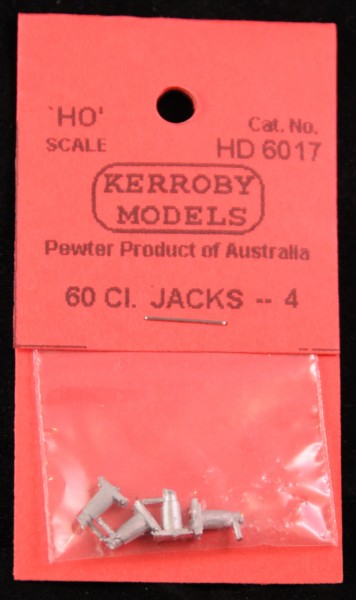 'HO'
SCALE
Cat. No.
HD 6017
KERROBY
MODELS
Pewter Product of Australia
60 Cl. JACKS -- 4